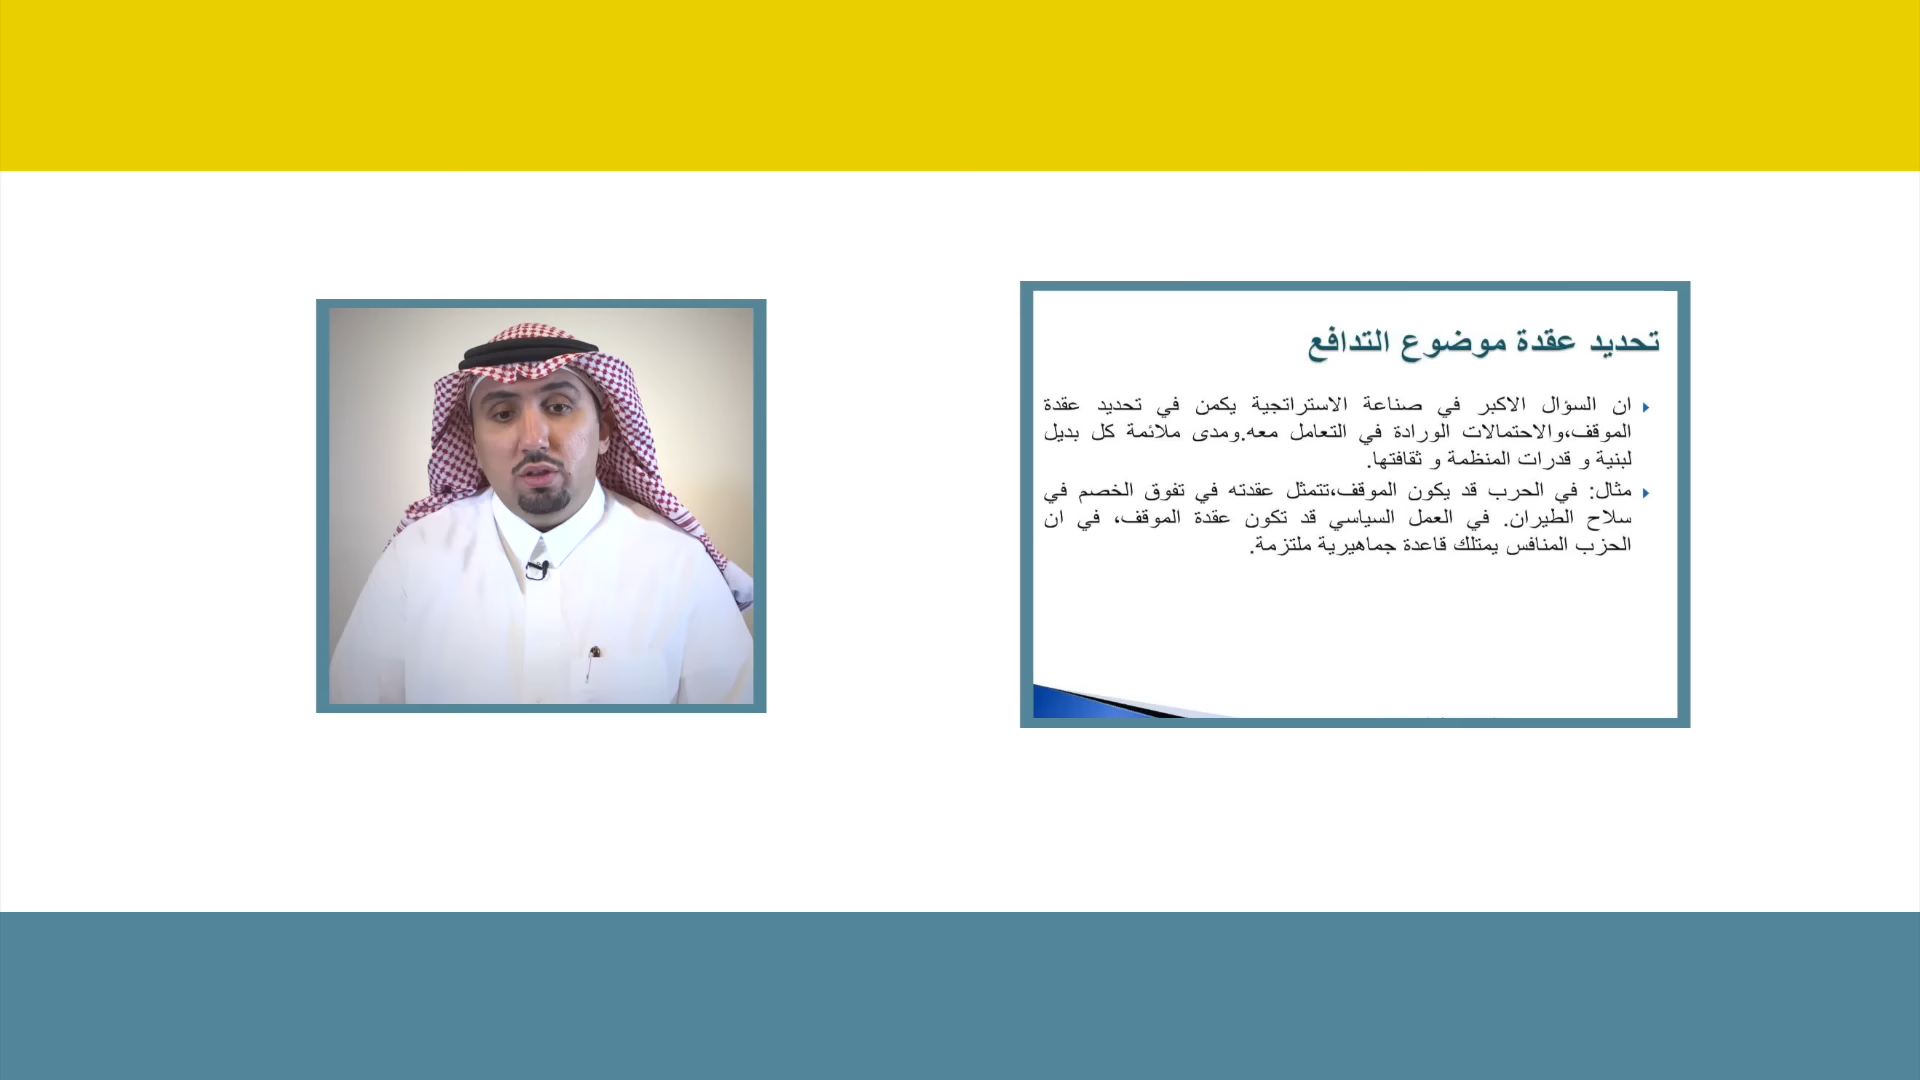 تحديد عقدة موضوع التدافع
ان السؤال الاكبر في صناعة الاستراتجية يكمن في تحديد عقدة
الموقف،والاحتمالات الورادة في التعامل معه.ومدى ملائمة كل بديل
لبنية و قدرات المنظمة و ثقافتها.
مثال: في الحرب قد يكون الموقف،تتمثل عقدته في تفوق الخصم في
سلاح الطيران. في العمل السياسي قد تكون عقدة الموقف، في ان
الحزب المنافس يمتلك قاعدة جماهيرية ملتزمة.